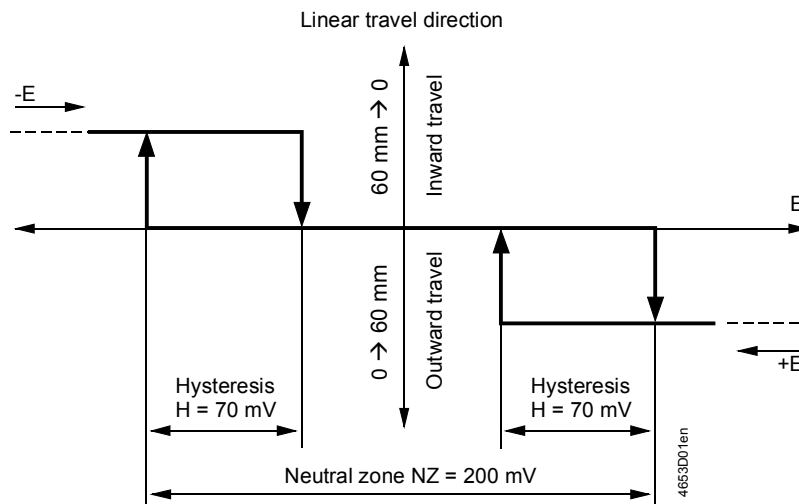 Linear travel direction
-E
60 mm → 0
Inward travel
E
0 → 60 mm
Outward travel
+E
Hysteresis
H = 70 mV
Hysteresis
H = 70 mV
Neutral zone NZ = 200 mV
4653D01en